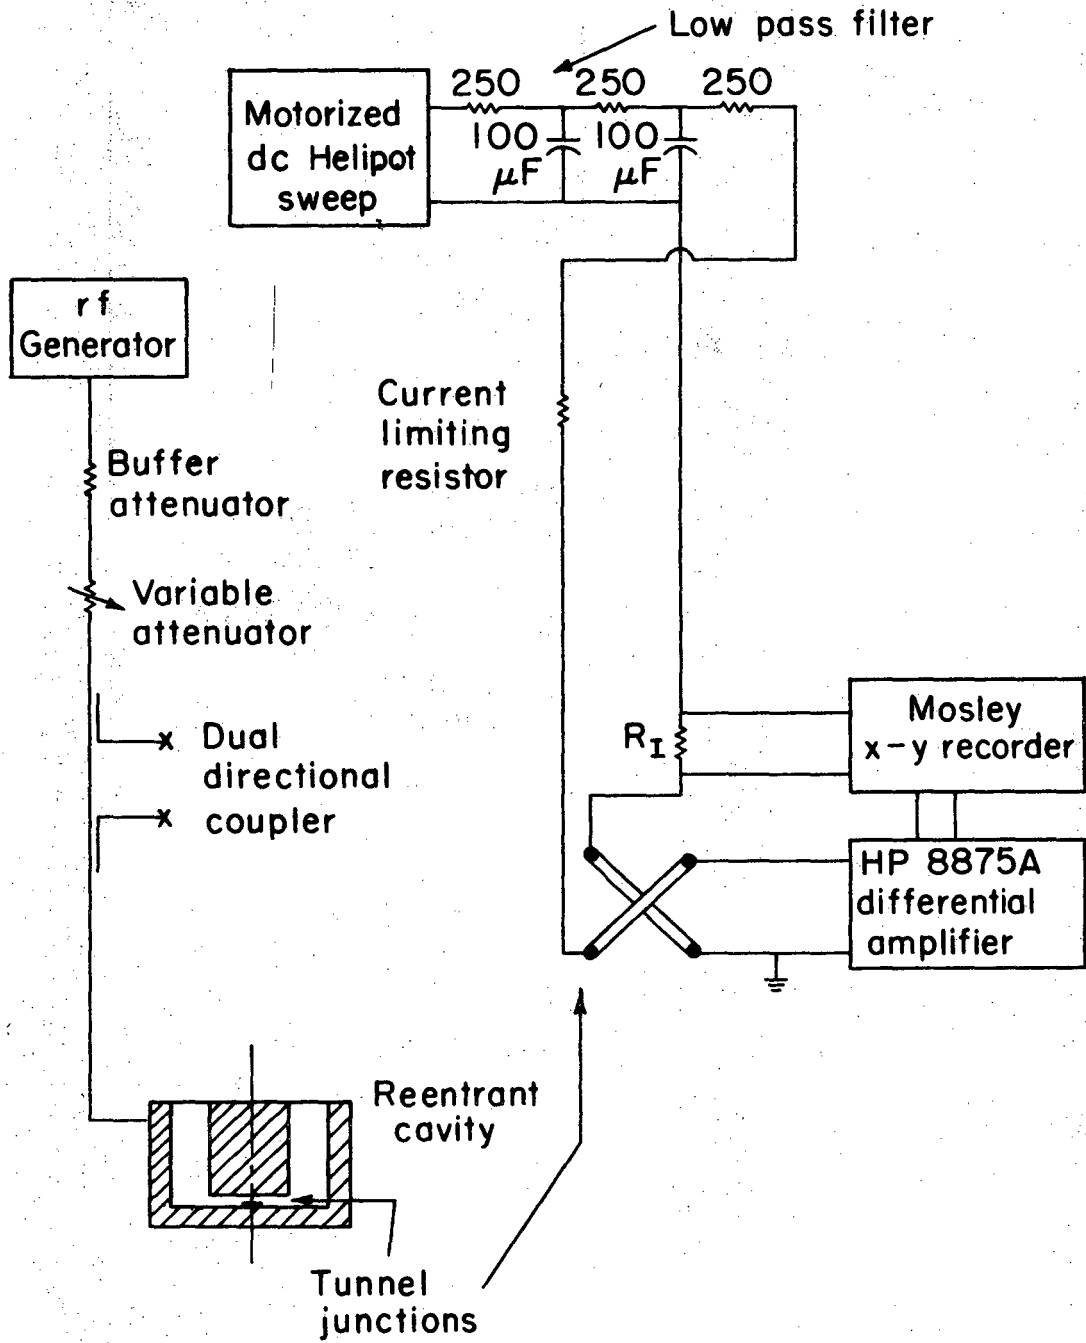 Low pass filter
250
250
250
Motorized
dc Helipot
sweep
100
μF
100
μF
rf
Generator
Current
limiting
resistor
Buffer
attenuator
Variable
attenuator
Dual
directional
coupler
R_I
Mosley
x-y recorder
HP 8875A
differential
amplifier
Reentrant
cavity
Tunnel
junctions